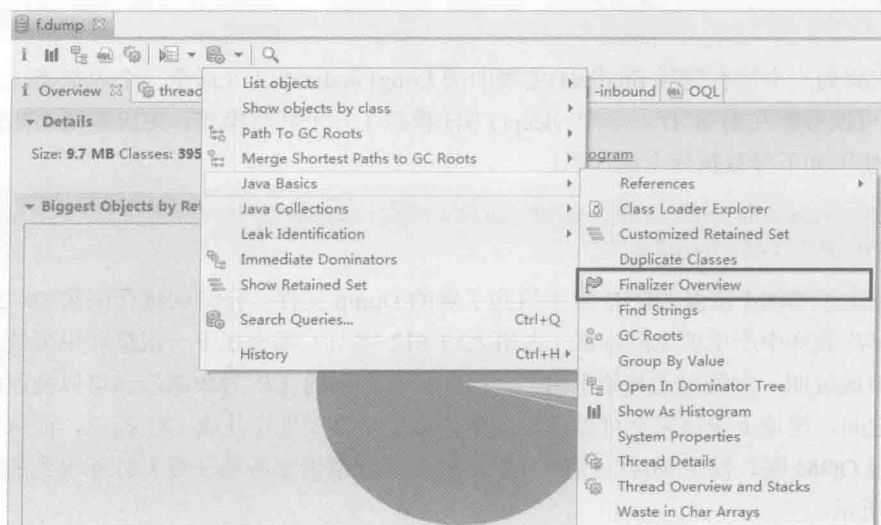 f.dump
i Overview
thread
-inbound
OQL
Details
Size: 9.7 MB Classes: 395
ogram
Biggest Objects by Ret
List objects
Show objects by class
Path To GC Roots
Merge Shortest Paths to GC Roots
Java Basics
Java Collections
Leak Identification
Immediate Dominators
Show Retained Set
Search Queries... Ctrl+Q
History Ctrl+H
References
Class Loader Explorer
Customized Retained Set
Duplicate Classes
Finalizer Overview
Find Strings
GC Roots
Group By Value
Open In Dominator Tree
Show As Histogram
System Properties
Thread Details
Thread Overview and Stacks
Waste in Char Arrays